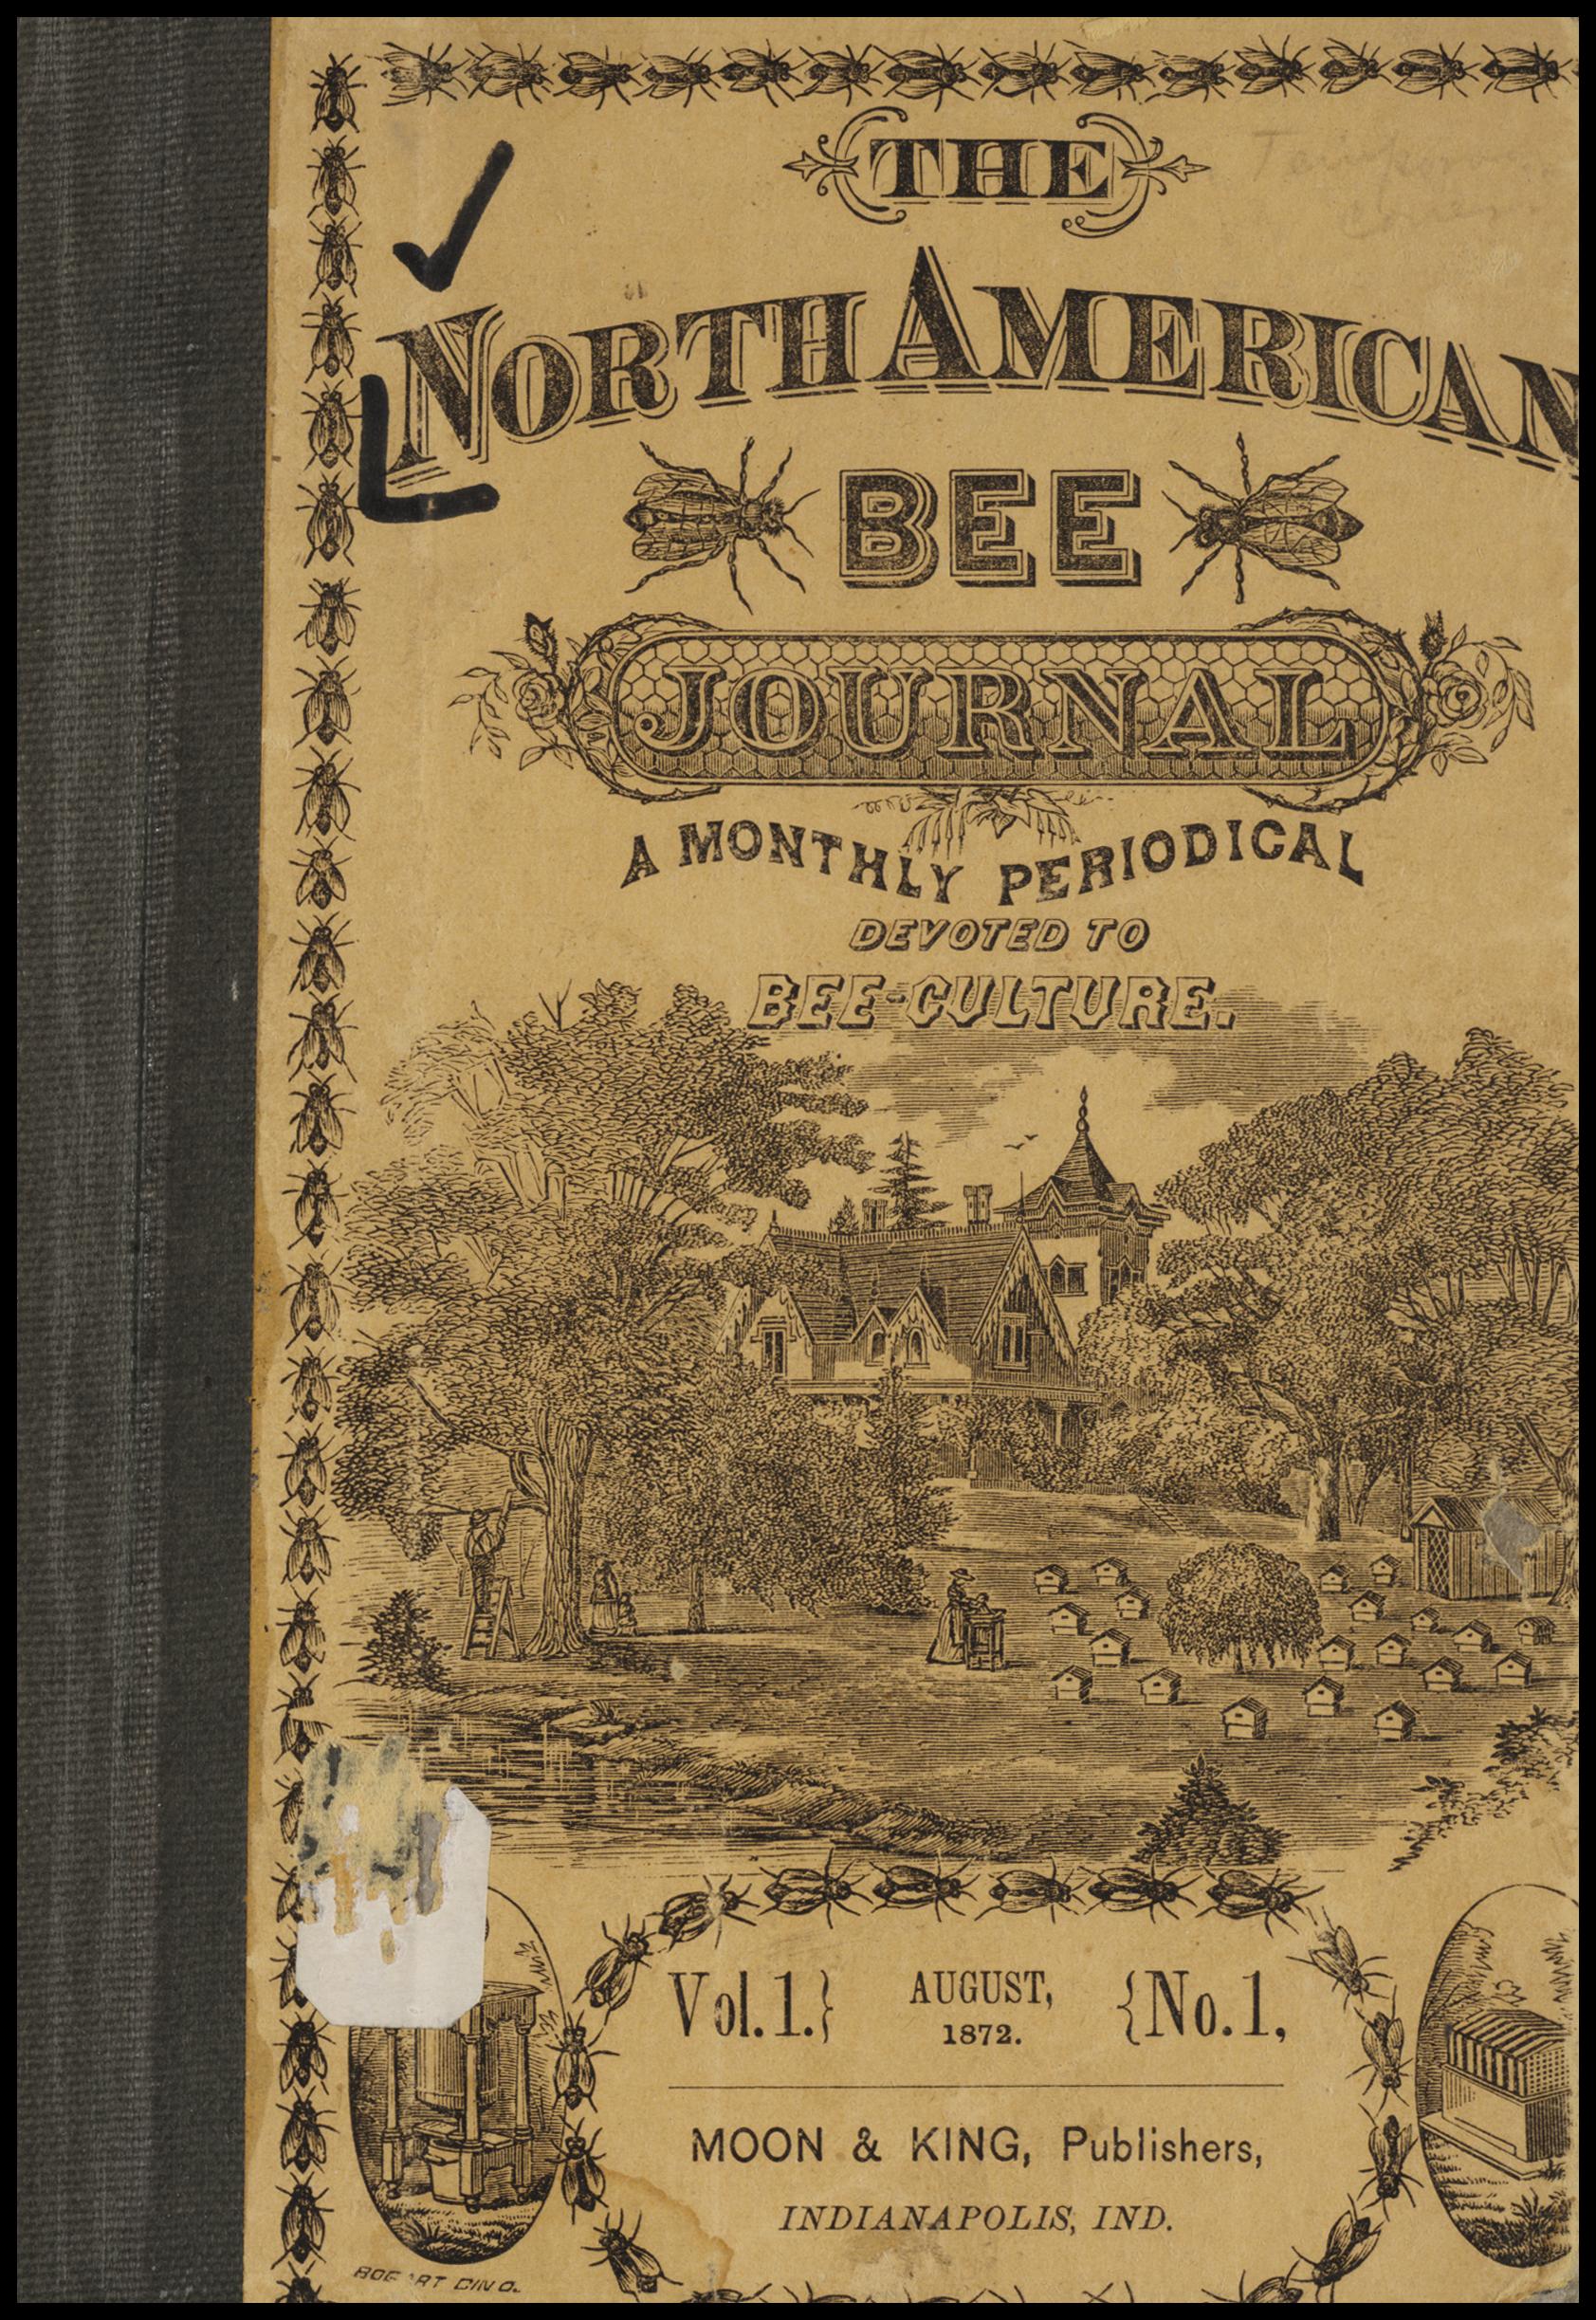 THE
NORTH AMERICAN
BEE
JOURNAL
A MONTHLY PERIODICAL
DEVOTED TO
BEE-CULTURE.
Vol. 1.} AUGUST, 1872. {No. 1,
MOON & KING, Publishers,
INDIANAPOLIS, IND.